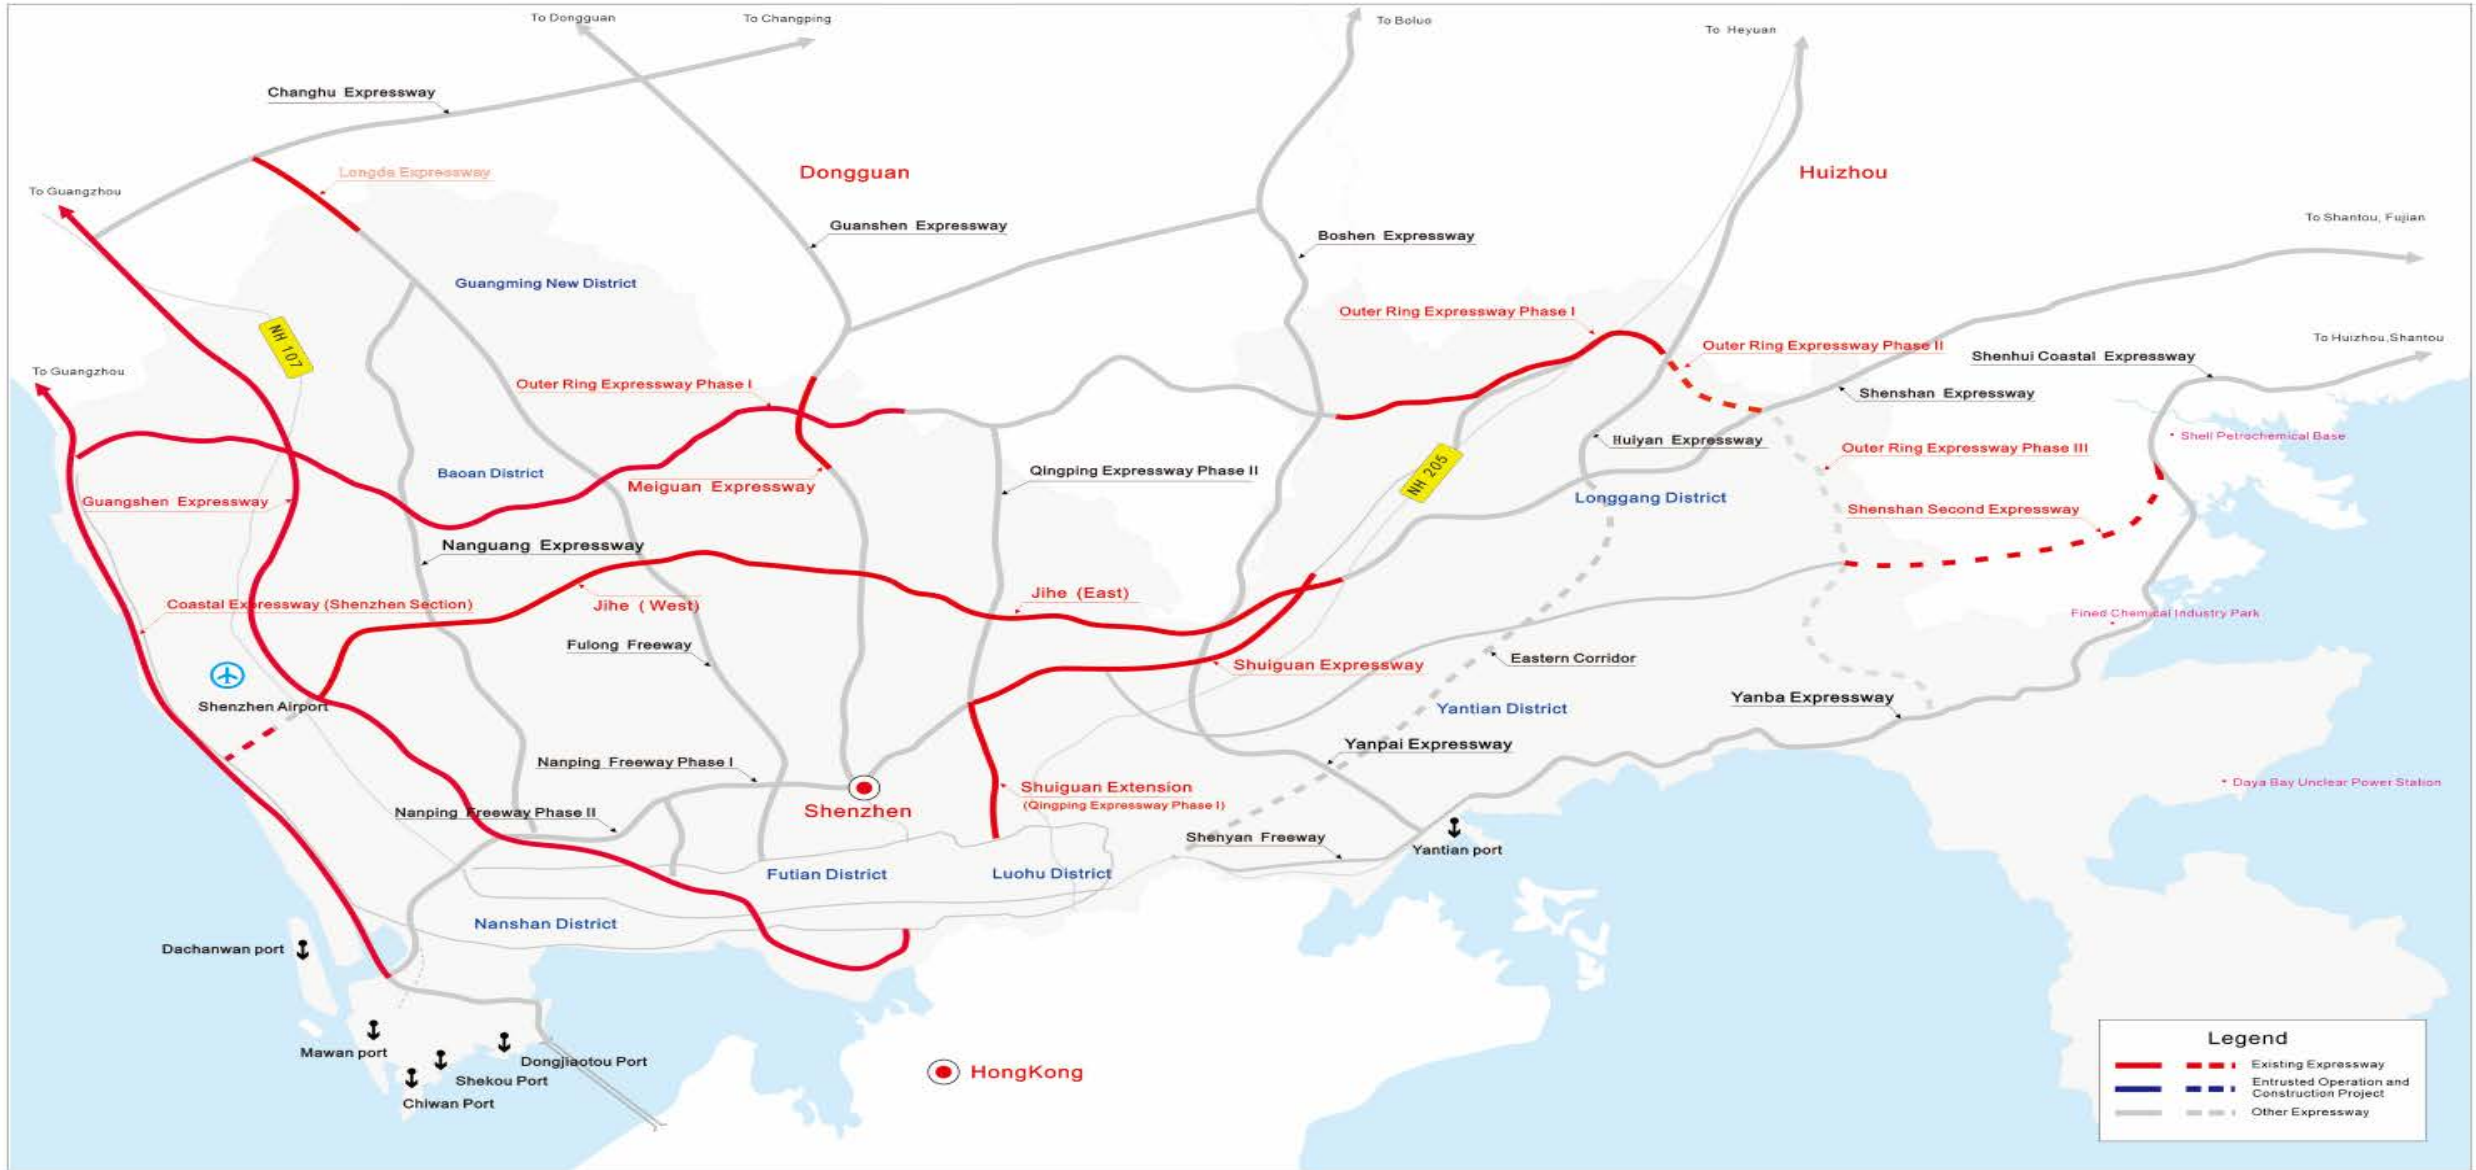 To Dongguan
To Changping
To Boluo
To Heyuan
Changhu Expressway
Longda Expressway
Dongguan
Huizhou
To Guangzhou
Guanshen Expressway
To Shantou, Fujian
Boshen Expressway
Guangming New District
Outer Ring Expressway Phase I
NH 107
Outer Ring Expressway Phase II
To Huizhou,Shantou
Shenhui Coastal Expressway
To Guangzhou
Outer Ring Expressway Phase I
Shenshan Expressway
Shell Petrochemical Base
Huiyan Expressway
Outer Ring Expressway Phase III
Baoan District
Qingping Expressway Phase II
NH 205
Meiguan Expressway
Guangshen Expressway
Longgang District
Shenshan Second Expressway
Nanguang Expressway
Jihe (East)
Coastal Expressway (Shenzhen Section)
Jihe ( West)
Fined Chemical Industry Park
Fulong Freeway
Eastern Corridor
Shuiguan Expressway
Shenzhen Airport
Yanba Expressway
Yantian District
Yanpai Expressway
Nanping Freeway Phase I
Daya Bay Unclear Power Station
Shuiguan Extension
(Qingping Expressway Phase I)
Shenzhen
Nanping Freeway Phase II
Shenyan Freeway
Yantian port
Futian District
Luohu District
Nanshan District
Dachanwan port
Mawan port
Dongjiaotou Port
Shekou Port
Chiwan Port
HongKong
Legend
Existing Expressway
Entrusted Operation and
Construction Project
Other Expressway